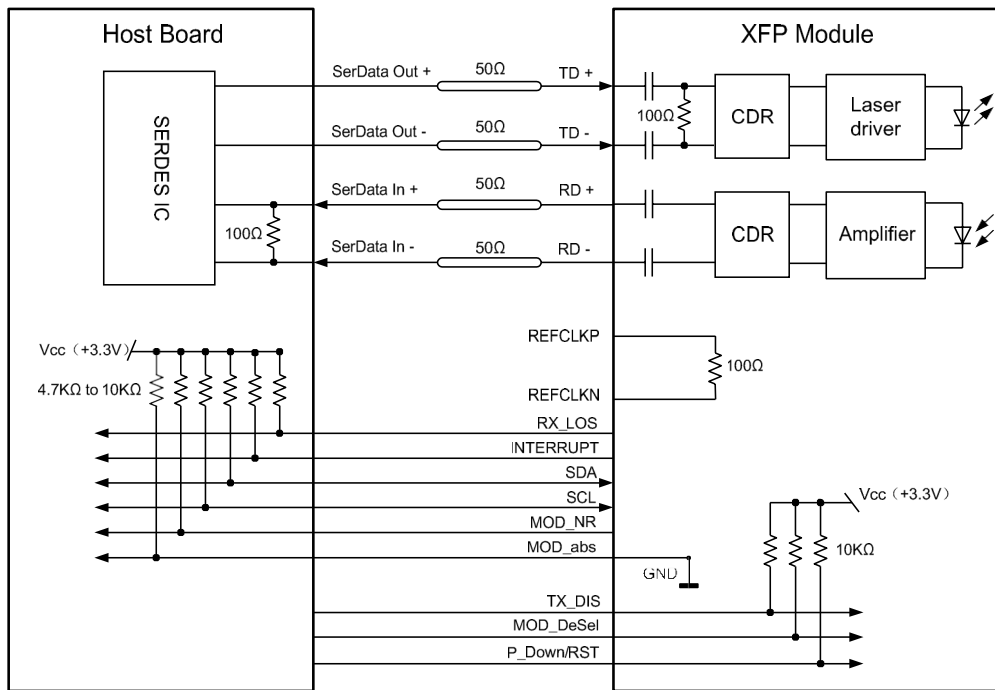 Host Board
XFP Module
SERDES IC
SerData Out +
50Ω
TD +
SerData Out -
50Ω
TD -
100Ω
CDR
Laser driver
SerData In +
50Ω
RD +
100Ω
SerData In -
50Ω
RD -
CDR
Amplifier
REFCLKP
100Ω
REFCLKN
Vcc（+3.3V）
4.7KΩ to 10KΩ
RX_LOS
INTERRUPT
SDA
SCL
MOD_NR
MOD_abs
GND
Vcc（+3.3V）
10KΩ
TX_DIS
MOD_DeSel
P_Down/RST